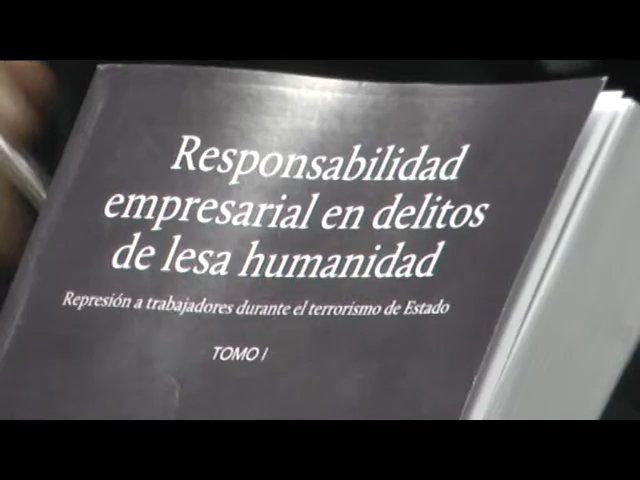 Responsabilidad
empresarial en delitos
de lesa humanidad
Represión a trabajadores durante el terrorismo de Estado
TOMO I